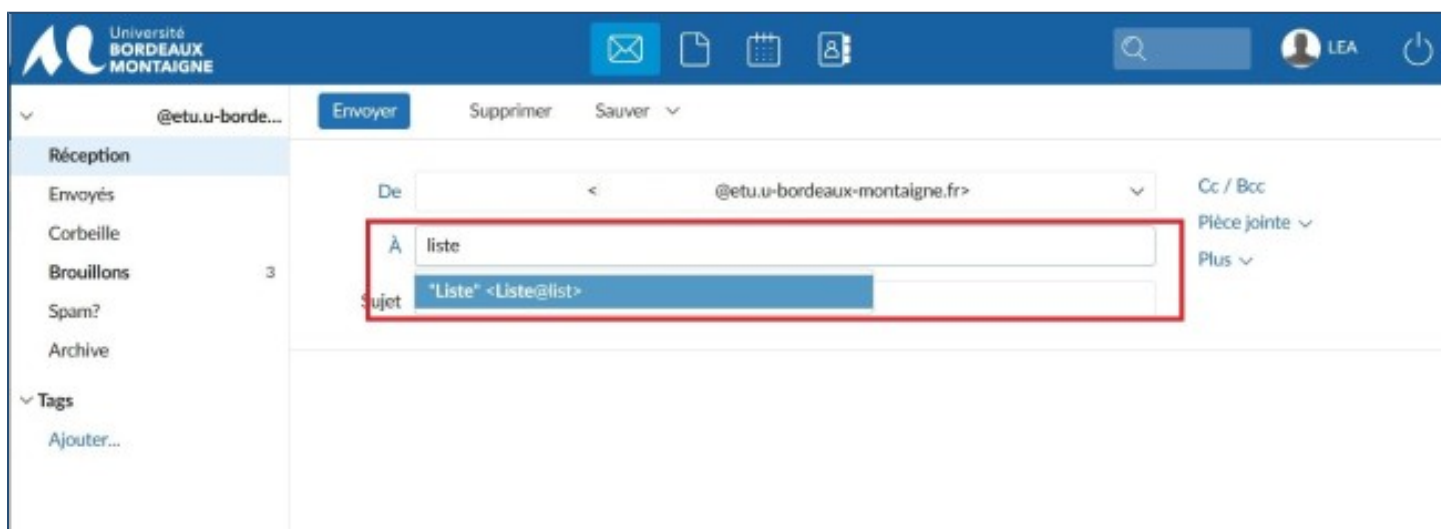 Université
BORDEAUX
MONTAIGNE
LEA
@etu.u-borde...
Envoyer Supprimer Sauver
Réception
Envoyés
Corbeille
Brouillons 3
Spam?
Archive
Tags
Ajouter...
De < @etu.u-bordeaux-montaigne.fr>
Cc / Bcc
À liste
Pièce jointe
"Liste" <Liste@list>
Plus
Sujet